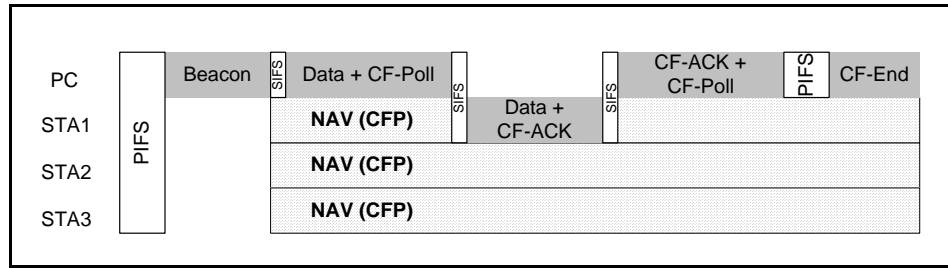 PC
PIFS
Beacon
SIFS
Data + CF-Poll
SIFS
SIFS
CF-ACK +
CF-Poll
PIFS
CF-End
STA1
NAV (CFP)
Data +
CF-ACK
STA2
NAV (CFP)
STA3
NAV (CFP)